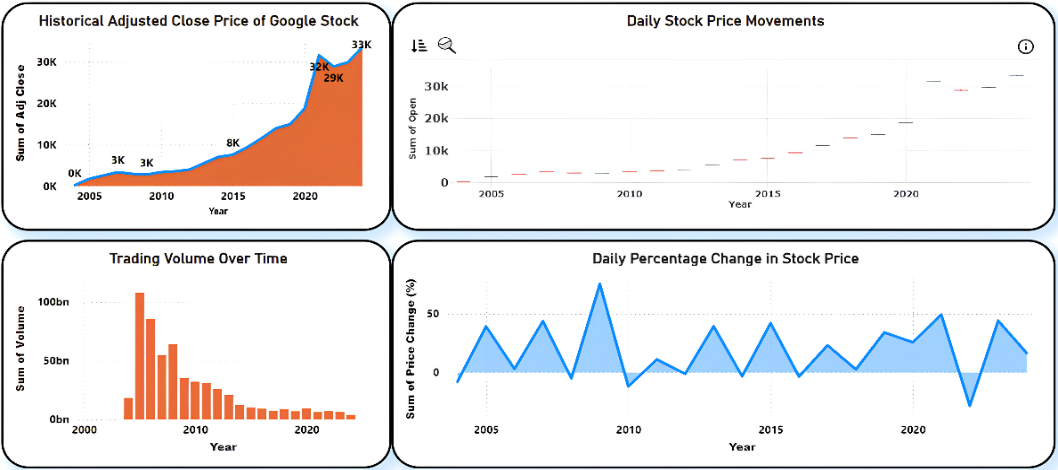 Historical Adjusted Close Price of Google Stock
Sum of Adj Close
30K
20K
10K
0K
0K
3K
3K
8K
32K
29K
33K
2005
2010
2015
2020
Year
Daily Stock Price Movements
Sum of Open
30k
20k
10k
0
2005
2010
2015
2020
Year
Trading Volume Over Time
Sum of Volume
100bn
50bn
0bn
2000
2010
2020
Year
Daily Percentage Change in Stock Price
Sum of Price Change (%)
50
0
2005
2010
2015
2020
Year